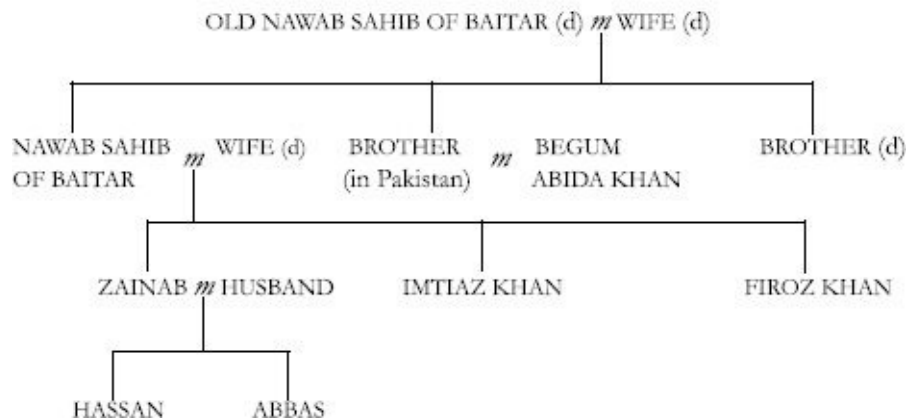 OLD NAWAB SAHIB OF BAITAR (d) m WIFE (d)
NAWAB SAHIB OF BAITAR m WIFE (d)
BROTHER (in Pakistan) m BEGUM ABIDA KHAN
BROTHER (d)
ZAINAB m HUSBAND
IMTIAZ KHAN
FIROZ KHAN
HASSAN
ABBAS